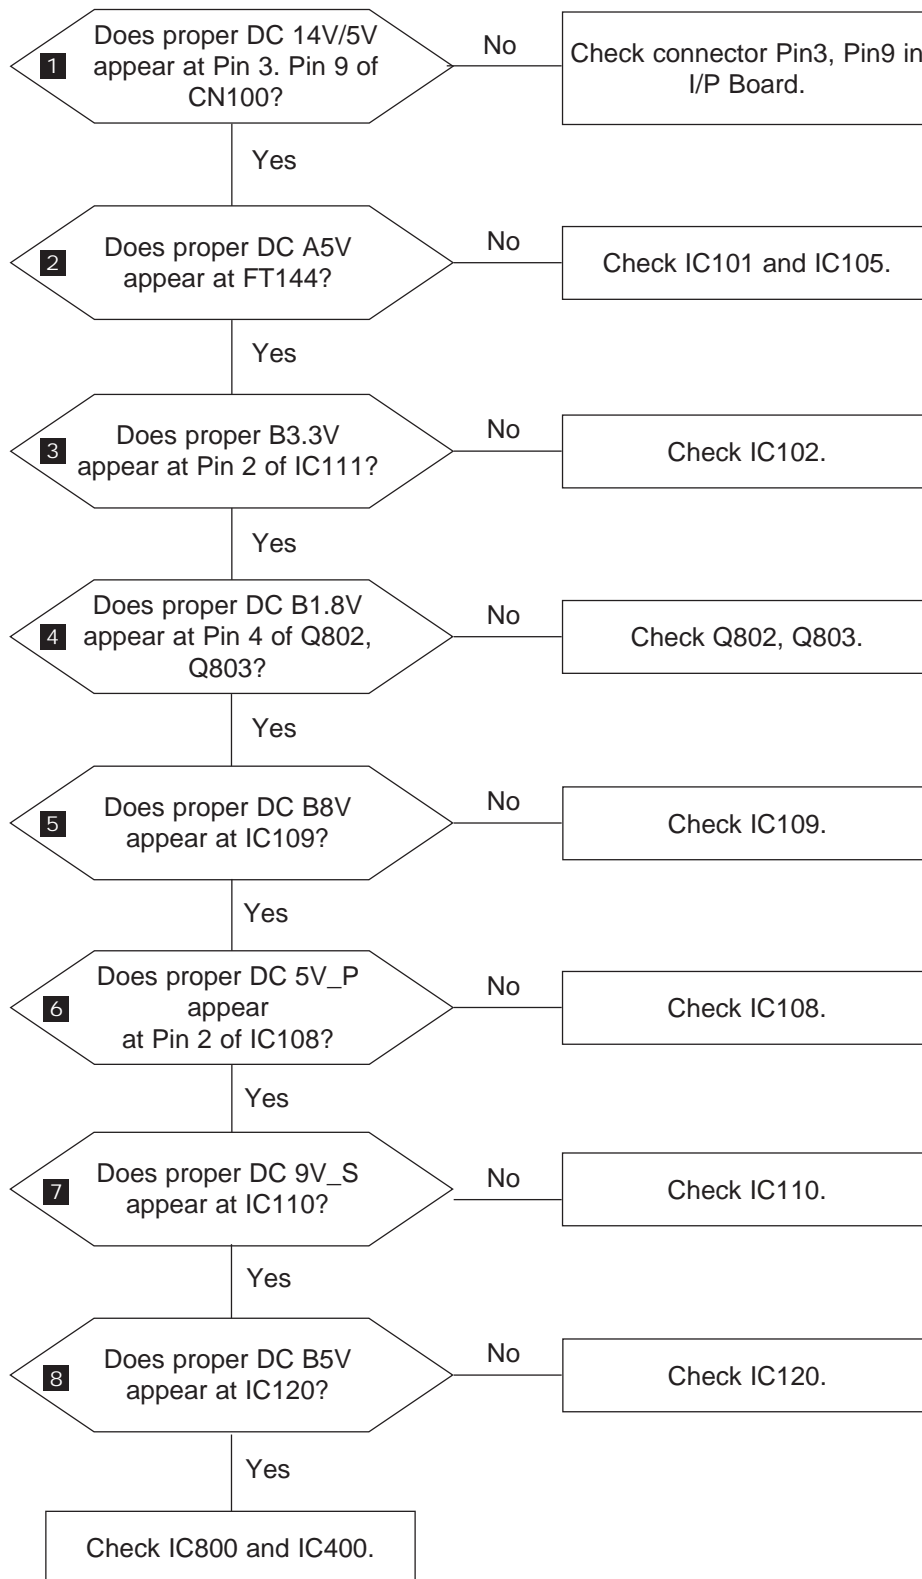 Does proper DC 14V/5V
1
appear at Pin 3. Pin 9 of
CN100?
No
Check connector Pin3, Pin9 in
I/P Board.
Yes
Does proper DC A5V
2
appear at FT144?
No
Check IC101 and IC105.
Yes
Does proper B3.3V
3
appear at Pin 2 of IC111?
No
Check IC102.
Yes
Does proper DC B1.8V
4
appear at Pin 4 of Q802,
Q803?
No
Check Q802, Q803.
Yes
Does proper DC B8V
5
appear at IC109?
No
Check IC109.
Yes
Does proper DC 5V_P
appear
6
at Pin 2 of IC108?
No
Check IC108.
Yes
Does proper DC 9V_S
7
appear at IC110?
No
Check IC110.
Yes
Does proper DC B5V
8
appear at IC120?
No
Check IC120.
Yes
Check IC800 and IC400.